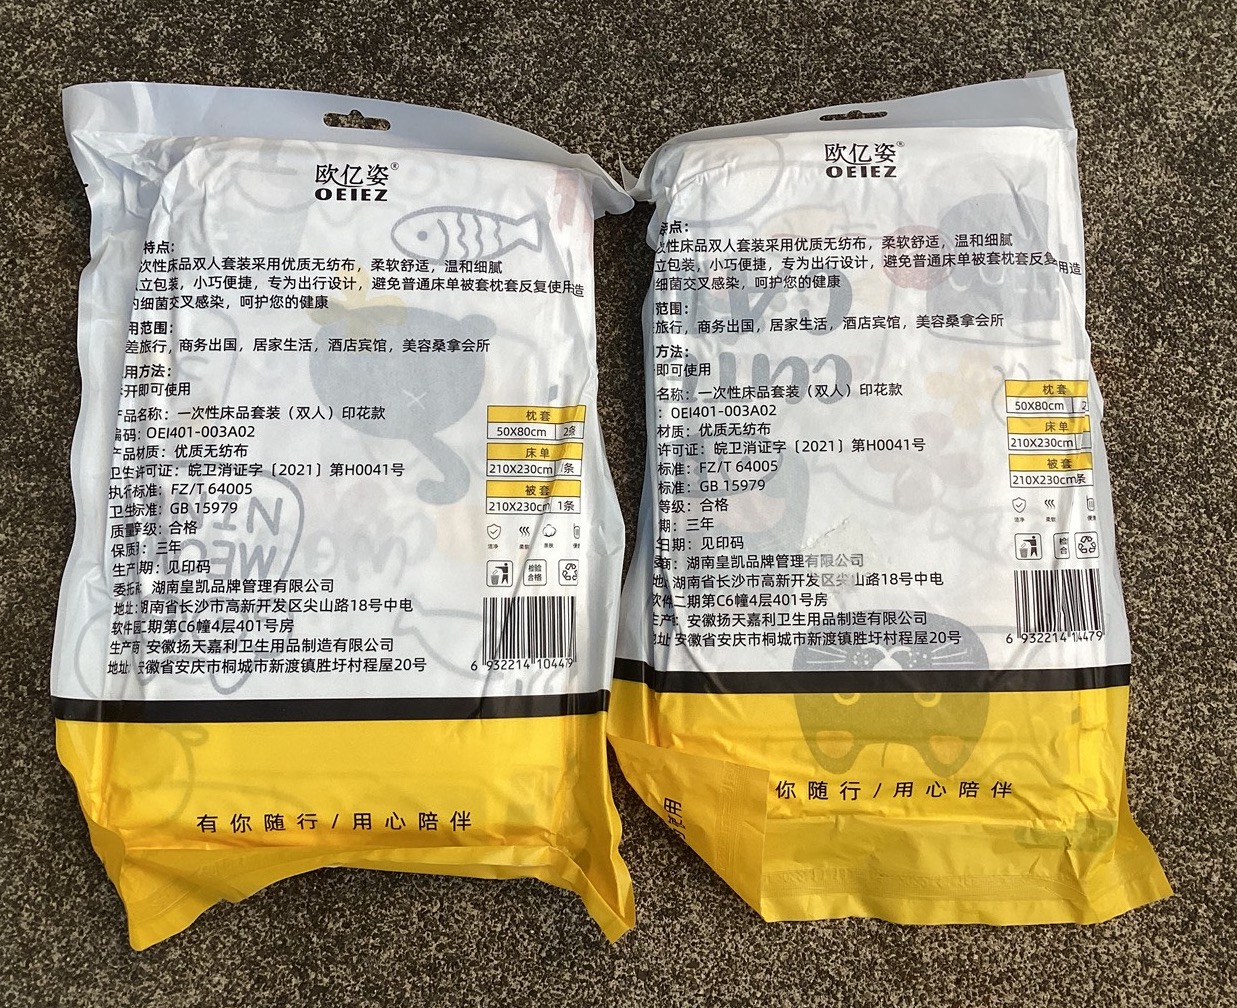 欧亿姿®
OEIEZ
特点：
次性床品双人套装采用优质无纺布，柔软舒适，温和细腻
立包装，小巧便捷，专为出行设计，避免普通床单被套枕套反复使用造
的细菌交叉感染，呵护您的健康
用范围：
差旅行，商务出国，居家生活，酒店宾馆，美容桑拿会所
用方法：
开即可使用
产品名称：一次性床品套装（双人）印花款
编码：OEI401-003A02
产品材质：优质无纺布
卫生许可证：皖卫消证字〔2021〕第H0041号
执行标准：FZ/T 64005
卫生标准：GB 15979
质量等级：合格
保质期：三年
生产日期：见印码
委托商：湖南皇凯品牌管理有限公司
地址：湖南省长沙市高新开发区尖山路18号中电
软件园二期第C6幢4层401号房
生产商：安徽扬天嘉利卫生用品制造有限公司
地址：安徽省安庆市桐城市新渡镇胜圩村程屋20号
枕套
50X80cm 2条
床单
210X230cm 1条
被套
210X230cm 1条
洁净 柔软 亲肤 便
检验
合格
6 932214 10447
有你随行/用心陪伴
欧亿姿®
OEIEZ
特点：
次性床品双人套装采用优质无纺布，柔软舒适，温和细腻
立包装，小巧便捷，专为出行设计，避免普通床单被套枕套反复使用造
细菌交叉感染，呵护您的健康
范围：
旅行，商务出国，居家生活，酒店宾馆，美容桑拿会所
方法：
即可使用
名称：一次性床品套装（双人）印花款
：OEI401-003A02
材质：优质无纺布
许可证：皖卫消证字〔2021〕第H0041号
标准：FZ/T 64005
标准：GB 15979
等级：合格
期：三年
日期：见印码
商：湖南皇凯品牌管理有限公司
地址：湖南省长沙市高新开发区尖山路18号中电
软件二期第C6幢4层401号房
生产商：安徽扬天嘉利卫生用品制造有限公司
地址 安徽省安庆市桐城市新渡镇胜圩村程屋20号
枕套
50X80cm 2
床单
210X230cm
被套
210X230cm 条
洁净 柔软
检
合
6 932214 14479
你随行/用心陪伴